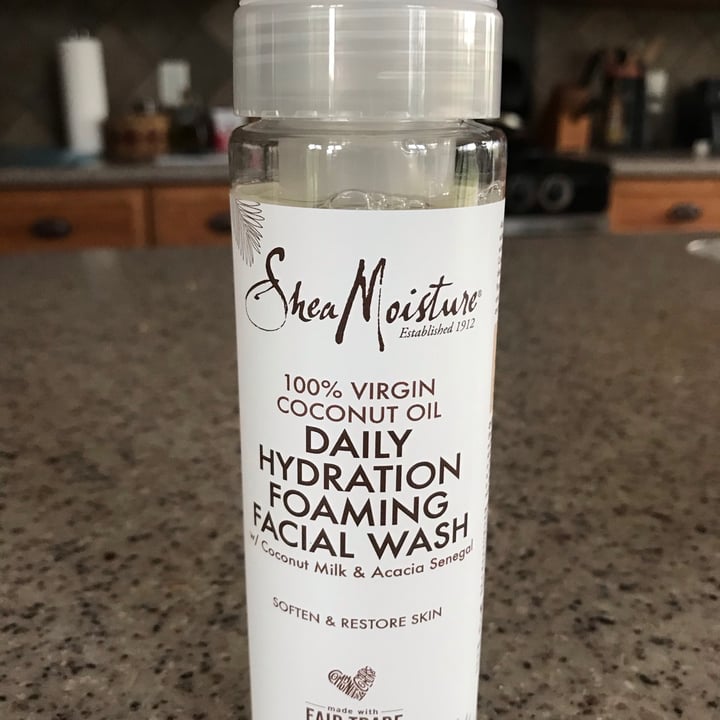 SheaMoisture®
Established 1912
100% VIRGIN
COCONUT OIL
DAILY
HYDRATION
FOAMING
FACIAL WASH
w/ Coconut Milk & Acacia Senegal
SOFTEN & RESTORE SKIN
made with
FAIR TRADE